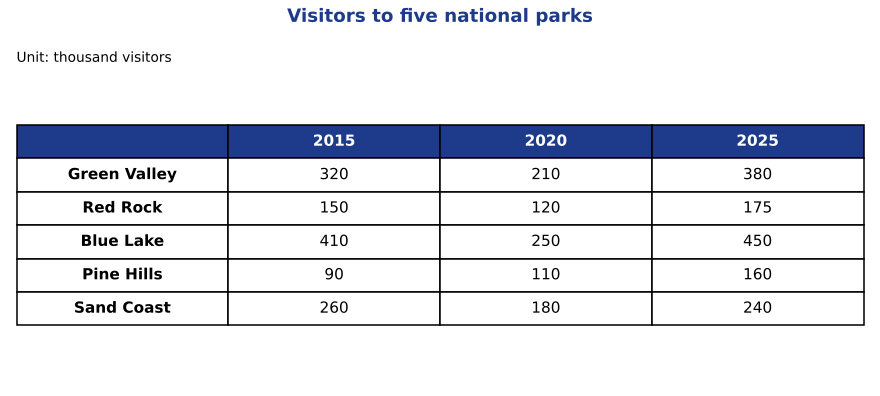 Visitors to five national parks
Unit: thousand visitors
2015 2020 2025
Green Valley 320 210 380
Red Rock 150 120 175
Blue Lake 410 250 450
Pine Hills 90 110 160
Sand Coast 260 180 240